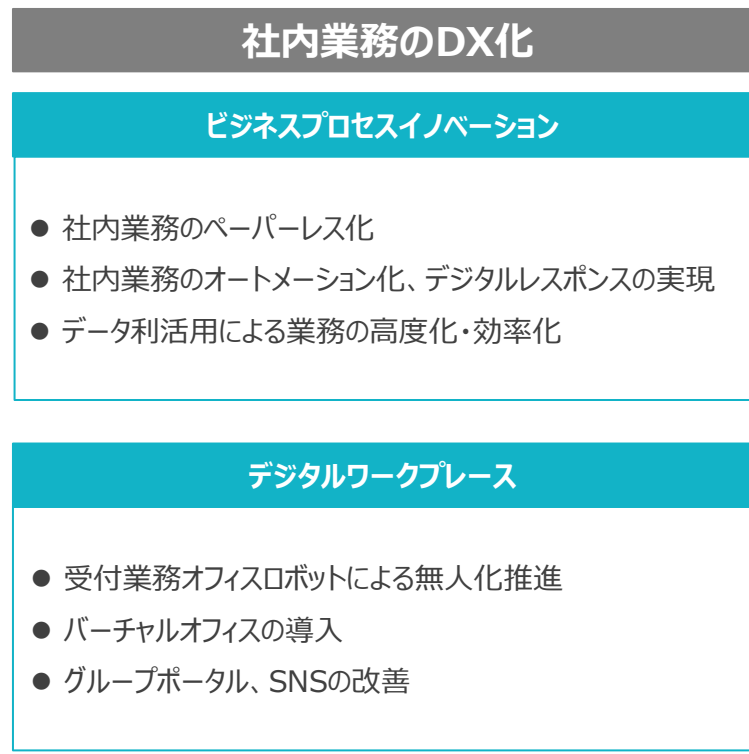 社内業務のDX化
ビジネスプロセスイノベーション
● 社内業務のペーパーレス化
● 社内業務のオートメーション化、デジタルレスポンスの実現
● データ利活用による業務の高度化・効率化
デジタルワークプレース
● 受付業務オフィスロボットによる無人化推進
● バーチャルオフィスの導入
● グループポータル、SNSの改善